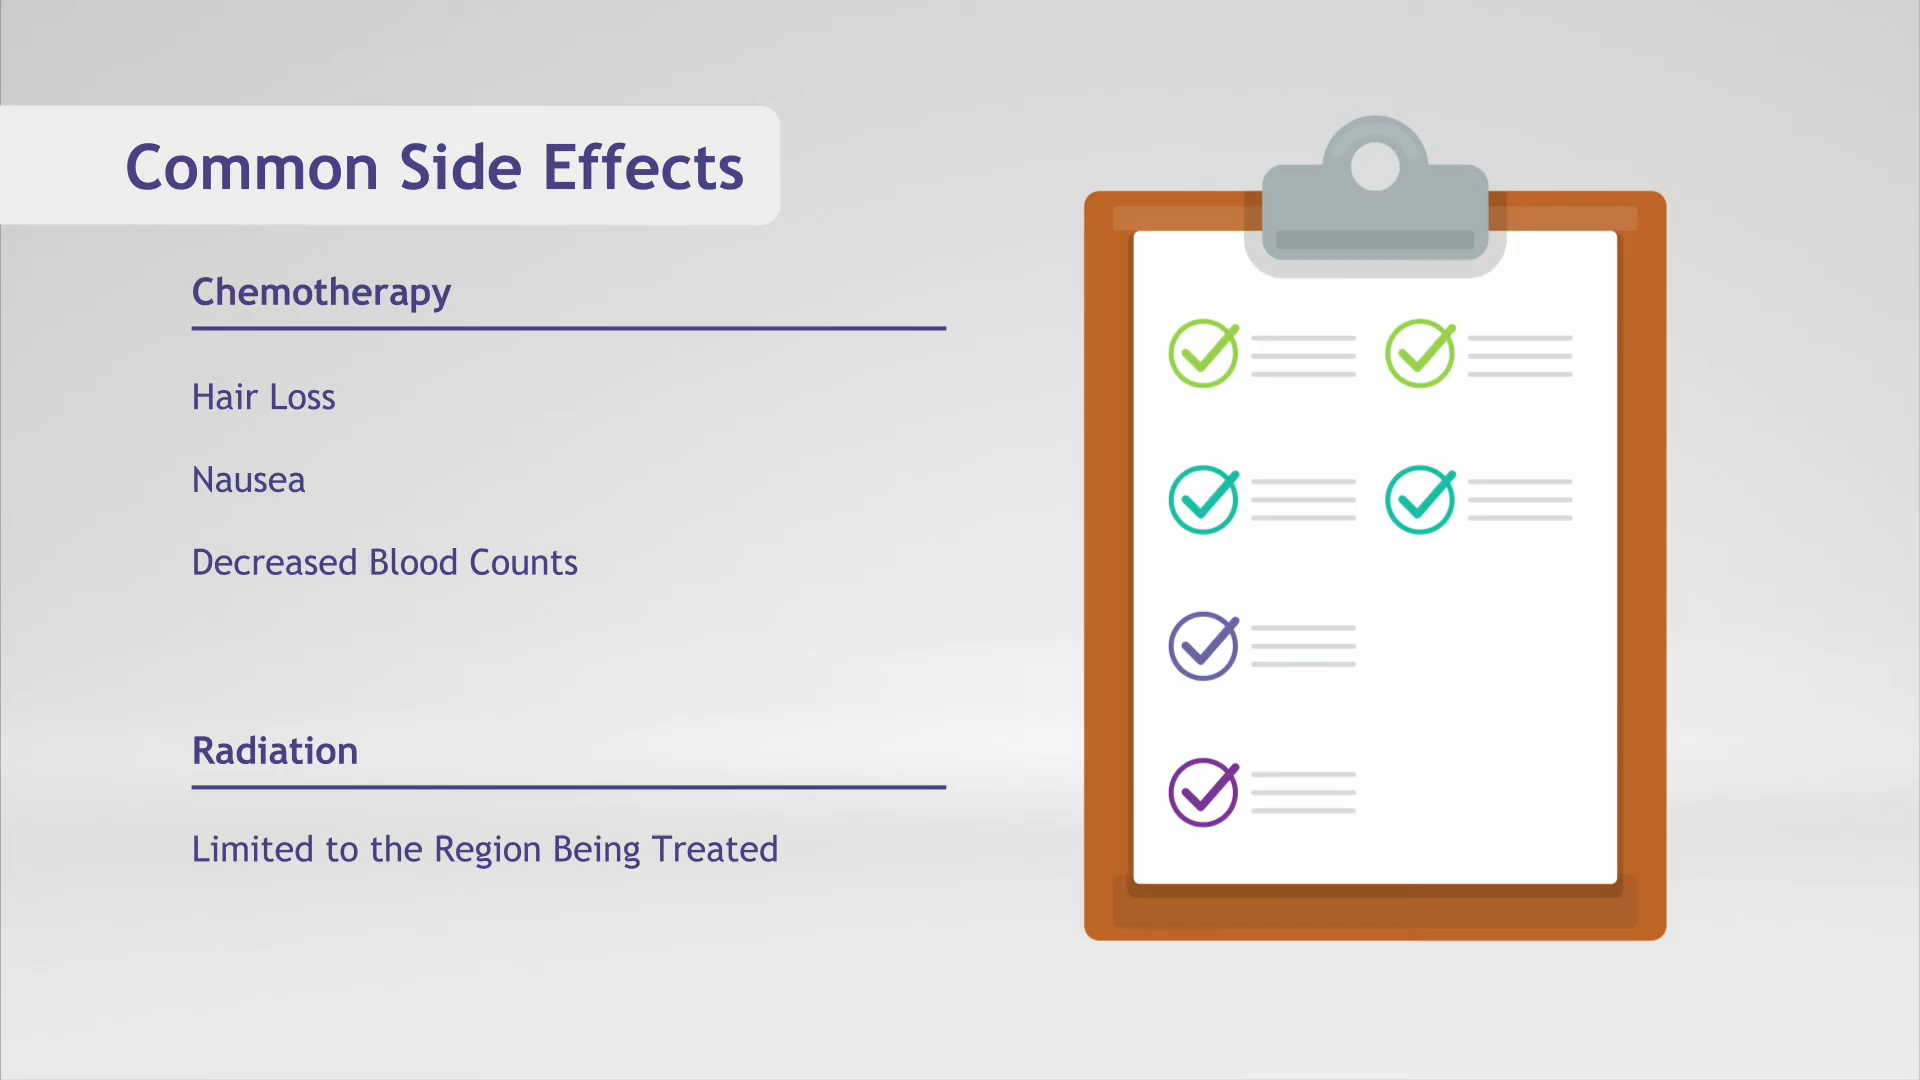 Common Side Effects
Chemotherapy
Hair Loss
Nausea
Decreased Blood Counts
Radiation
Limited to the Region Being Treated